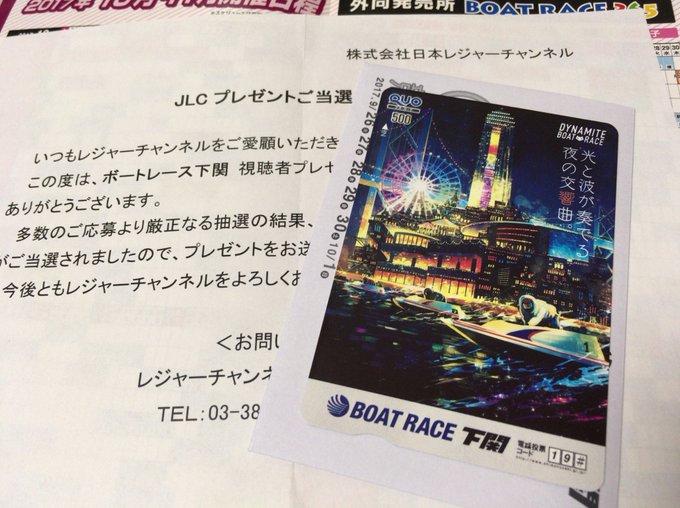 2017年
外向発売所 BOAT RACE 365
株式会社日本レジャーチャンネル
JLC プレゼントご当選
いつもレジャーチャンネルをご愛顧いただき
この度は、ボートレース下関 視聴者プレゼ
ありがとうございます。
多数のご応募より厳正なる抽選の結果、
がご当選されましたので、プレゼントをお送
今後ともレジャーチャンネルをよろしくお
<お問い
レジャーチャンネ
TEL:03-38
QUO
500
2017. 9/26 27 28 29 30 10/1
DYNAMITE
BOAT RACE
光と波が奏でる
夜の交響曲。
1
BOAT RACE 下関
電話投票
コード 19#